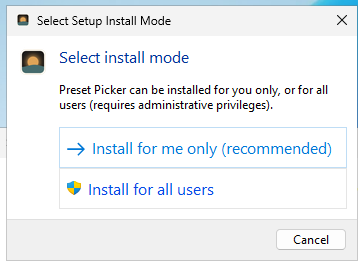 Select Setup Install Mode
Select install mode
Preset Picker can be installed for you only, or for all
users (requires administrative privileges).
Install for me only (recommended)
Install for all users
Cancel